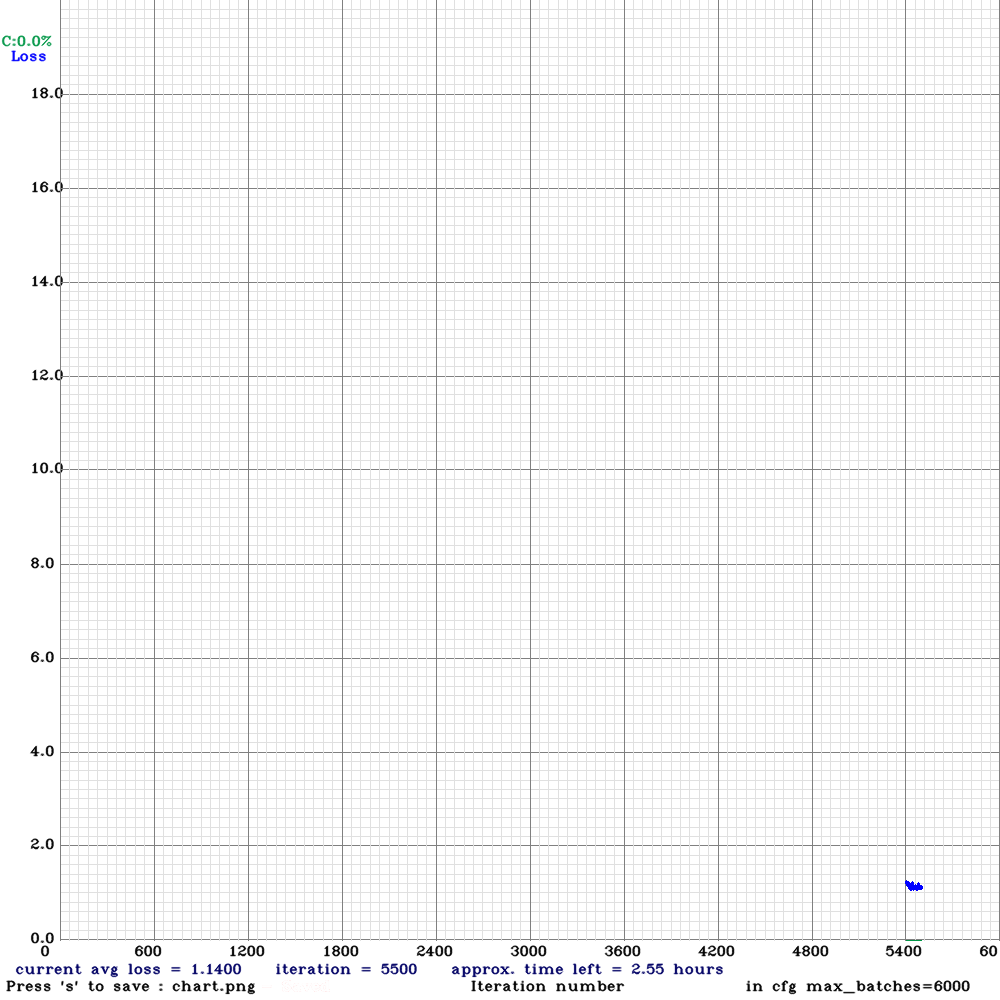 C:0.0%
Loss
18.0
16.0
14.0
12.0
10.0
8.0
6.0
4.0
2.0
0.0
0 600 1200 1800 2400 3000 3600 4200 4800 5400 60
current avg loss = 1.1400 iteration = 5500 approx. time left = 2.55 hours
Press 's' to save : chart.png Iteration number in cfg max_batches=6000